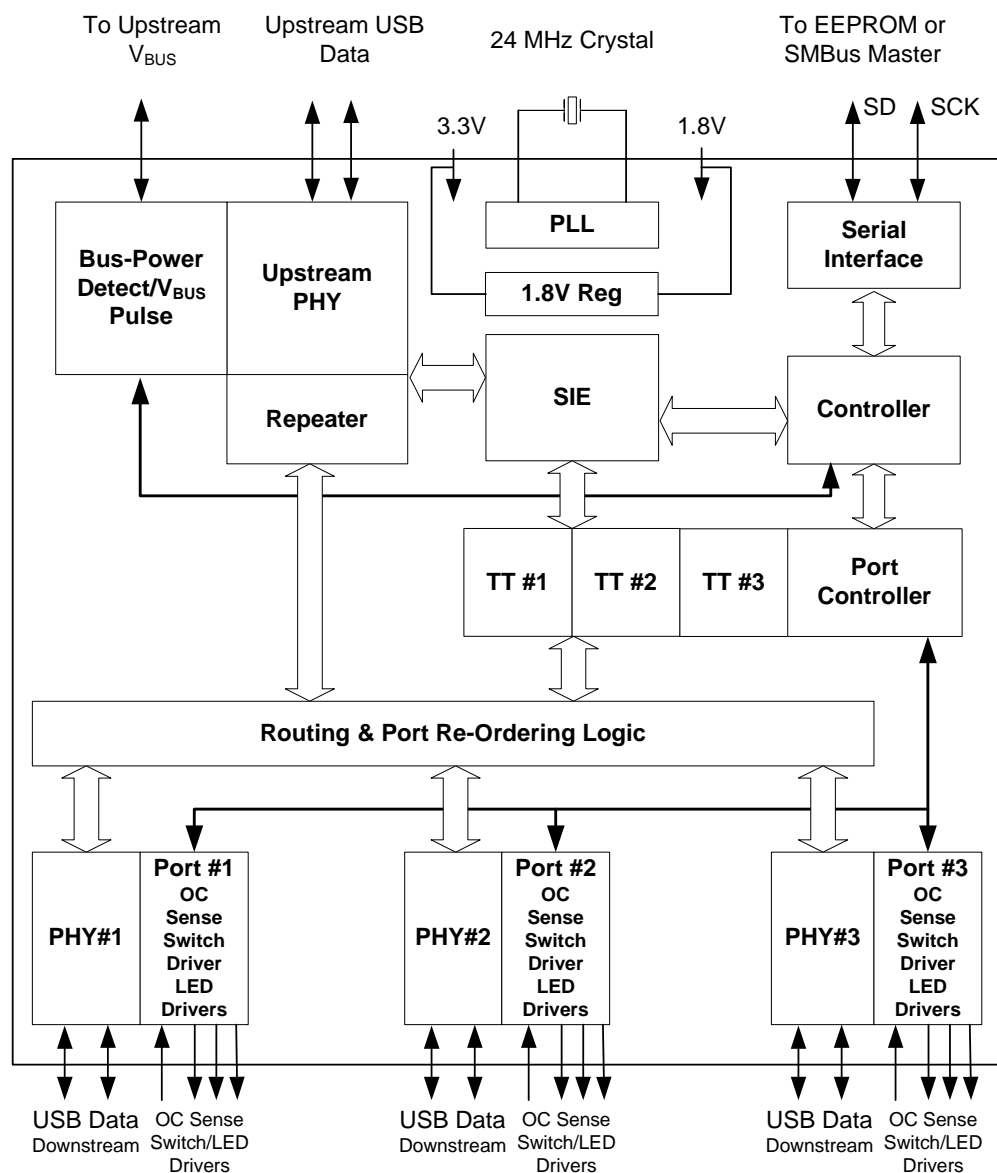 To Upstream
VBUS
Upstream USB
Data
24 MHz Crystal
To EEPROM or
SMBus Master
3.3V
1.8V
SD
SCK
Bus-Power
Detect/VBUS
Pulse
Upstream
PHY
PLL
1.8V Reg
Serial
Interface
Repeater
SIE
Controller
TT #1
TT #2
TT #3
Port
Controller
Routing & Port Re-Ordering Logic
PHY#1
Port #1
OC
Sense
Switch
Driver
LED
Drivers
PHY#2
Port #2
OC
Sense
Switch
Driver
LED
Drivers
PHY#3
Port #3
OC
Sense
Switch
Driver
LED
Drivers
USB Data
Downstream
OC Sense
Switch/LED
Drivers
USB Data
Downstream
OC Sense
Switch/LED
Drivers
USB Data
Downstream
OC Sense
Switch/LED
Drivers